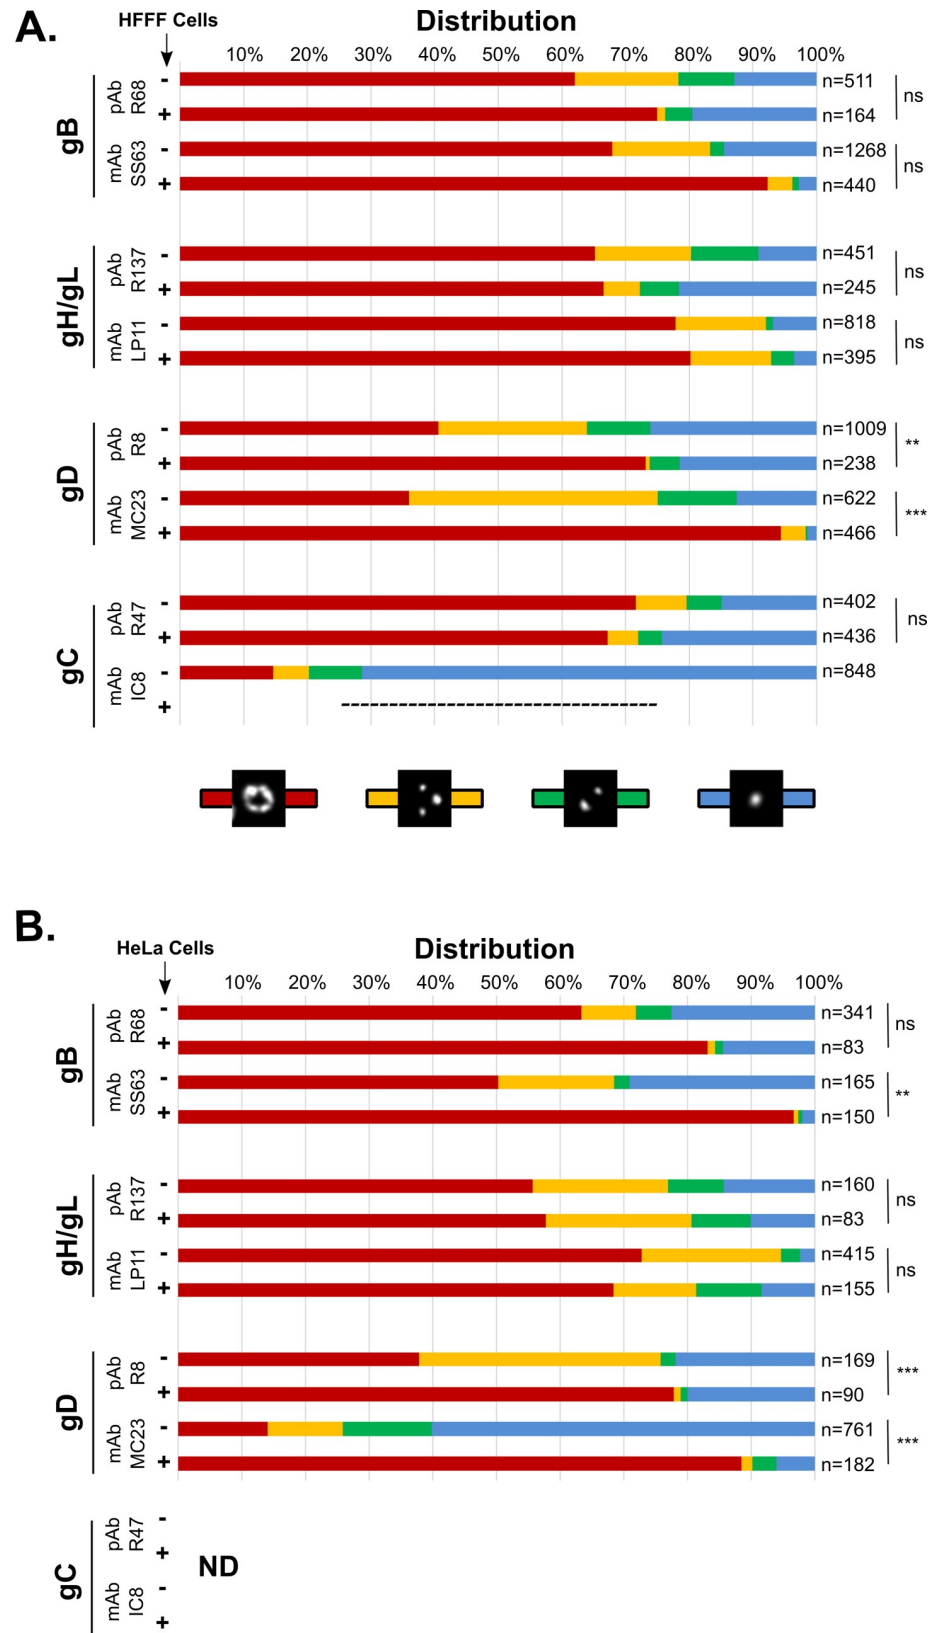 A.
HFFF Cells
Distribution
10% 20% 30% 40% 50% 60% 70% 80% 90% 100%
gB
pAb R68
- n=511
+ n=164
ns
mAb SS63
- n=1268
+ n=440
ns
gH/gL
pAb R137
- n=451
+ n=245
ns
mAb LP11
- n=818
+ n=395
ns
gD
pAb R8
- n=1009
+ n=238
**
mAb MC23
- n=622
+ n=466
***
gC
pAb R47
- n=402
+ n=436
ns
mAb IC8
- n=848
+
B.
HeLa Cells
Distribution
10% 20% 30% 40% 50% 60% 70% 80% 90% 100%
gB
pAb R68
- n=341
+ n=83
ns
mAb SS63
- n=165
+ n=150
**
gH/gL
pAb R137
- n=160
+ n=83
ns
mAb LP11
- n=415
+ n=155
ns
gD
pAb R8
- n=169
+ n=90
***
mAb MC23
- n=761
+ n=182
***
gC
pAb R47
-
+
mAb IC8
-
+
ND